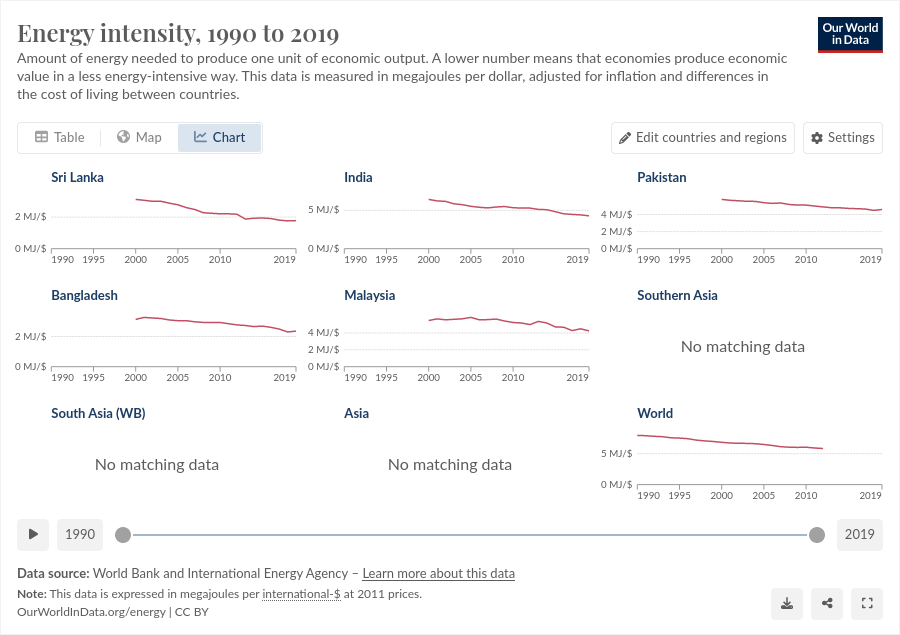 Energy intensity, 1990 to 2019
Our World
in Data
Amount of energy needed to produce one unit of economic output. A lower number means that economies produce economic
value in a less energy-intensive way. This data is measured in megajoules per dollar, adjusted for inflation and differences in
the cost of living between countries.
Table Map Chart
Edit countries and regions Settings
Sri Lanka
2 MJ/$
0 MJ/$
1990 1995 2000 2005 2010 2019
India
5 MJ/$
0 MJ/$
1990 1995 2000 2005 2010 2019
Pakistan
4 MJ/$
2 MJ/$
0 MJ/$
1990 1995 2000 2005 2010 2019
Bangladesh
2 MJ/$
0 MJ/$
1990 1995 2000 2005 2010 2019
Malaysia
4 MJ/$
2 MJ/$
0 MJ/$
1990 1995 2000 2005 2010 2019
Southern Asia
No matching data
South Asia (WB)
No matching data
Asia
No matching data
World
5 MJ/$
0 MJ/$
1990 1995 2000 2005 2010 2019
1990 2019
Data source: World Bank and International Energy Agency – Learn more about this data
Note: This data is expressed in megajoules per international-$ at 2011 prices.
OurWorldInData.org/energy | CC BY